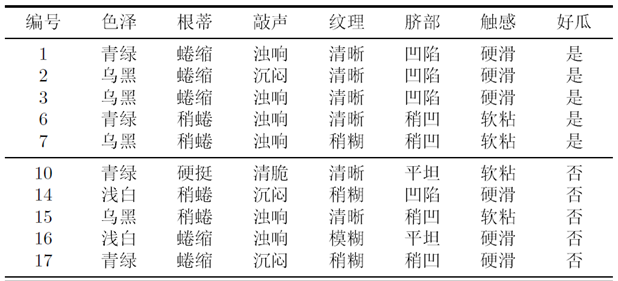 编号 色泽 根蒂 敲声 纹理 脐部 触感 好瓜
1 青绿 蜷缩 浊响 清晰 凹陷 硬滑 是
2 乌黑 蜷缩 沉闷 清晰 凹陷 硬滑 是
3 乌黑 蜷缩 浊响 清晰 凹陷 硬滑 是
6 青绿 稍蜷 浊响 清晰 稍凹 软粘 是
7 乌黑 稍蜷 浊响 稍糊 稍凹 软粘 是
10 青绿 硬挺 清脆 清晰 平坦 软粘 否
14 浅白 稍蜷 沉闷 稍糊 凹陷 硬滑 否
15 乌黑 稍蜷 浊响 清晰 稍凹 软粘 否
16 浅白 蜷缩 浊响 模糊 平坦 硬滑 否
17 青绿 蜷缩 沉闷 稍糊 稍凹 硬滑 否